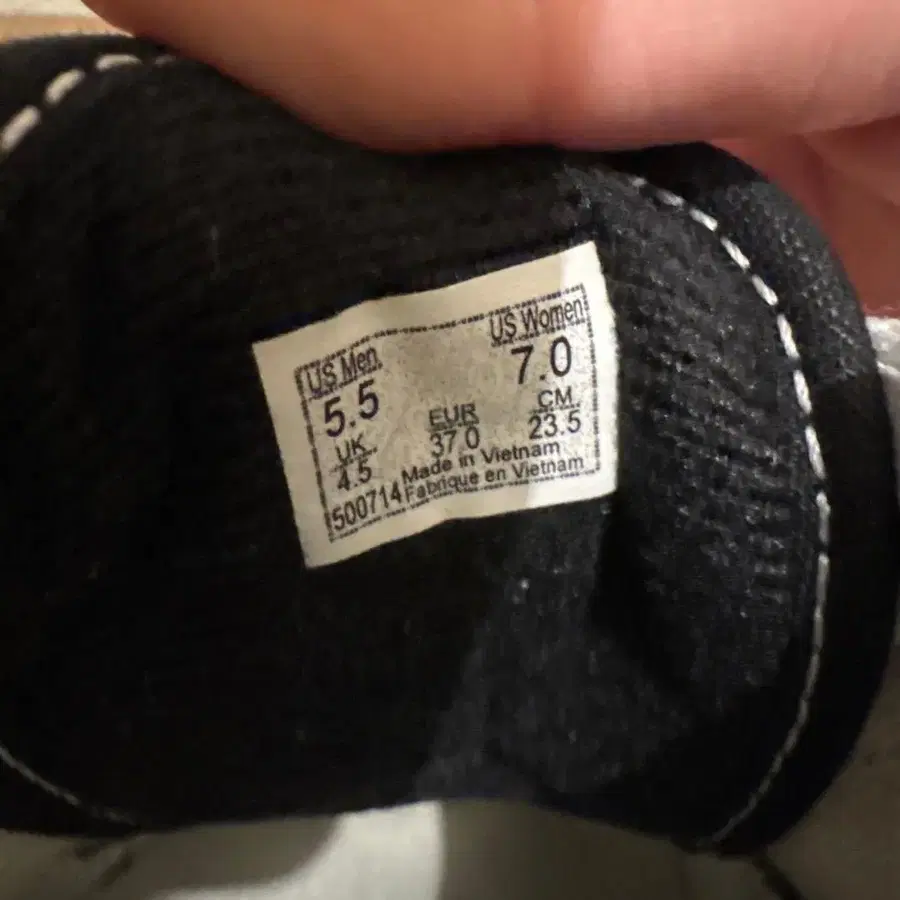 US Men US Women
5.5 7.0
UK EUR CM
4.5 37 0 23.5
Made in Vietnam
500714 Fabrique en Vietnam